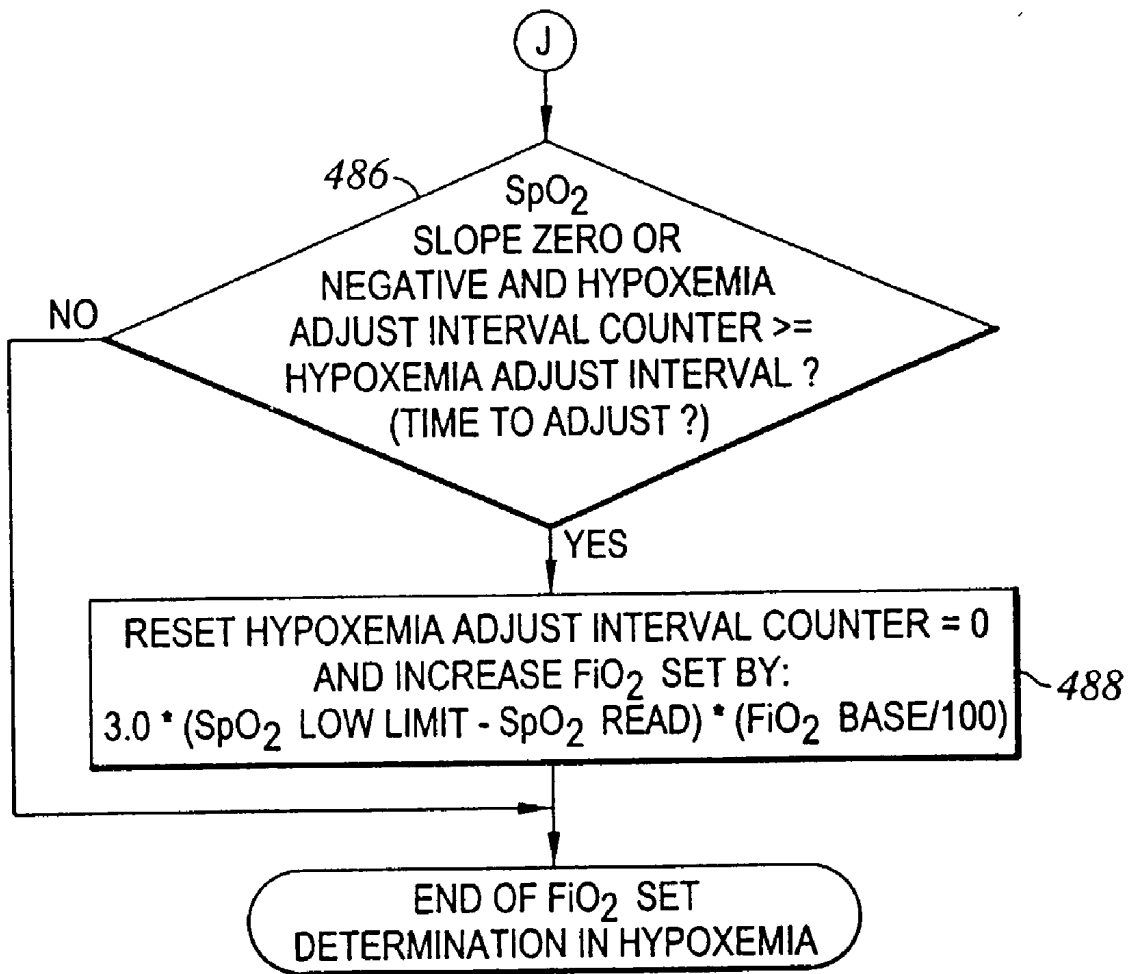 J
486
SpO2
SLOPE ZERO OR
NEGATIVE AND HYPOXEMIA
ADJUST INTERVAL COUNTER >=
HYPOXEMIA ADJUST INTERVAL ?
(TIME TO ADJUST ?)
NO
YES
RESET HYPOXEMIA ADJUST INTERVAL COUNTER = 0
AND INCREASE FiO2 SET BY:
3.0 * (SpO2 LOW LIMIT - SpO2 READ) * (FiO2 BASE/100)
488
END OF FiO2 SET
DETERMINATION IN HYPOXEMIA